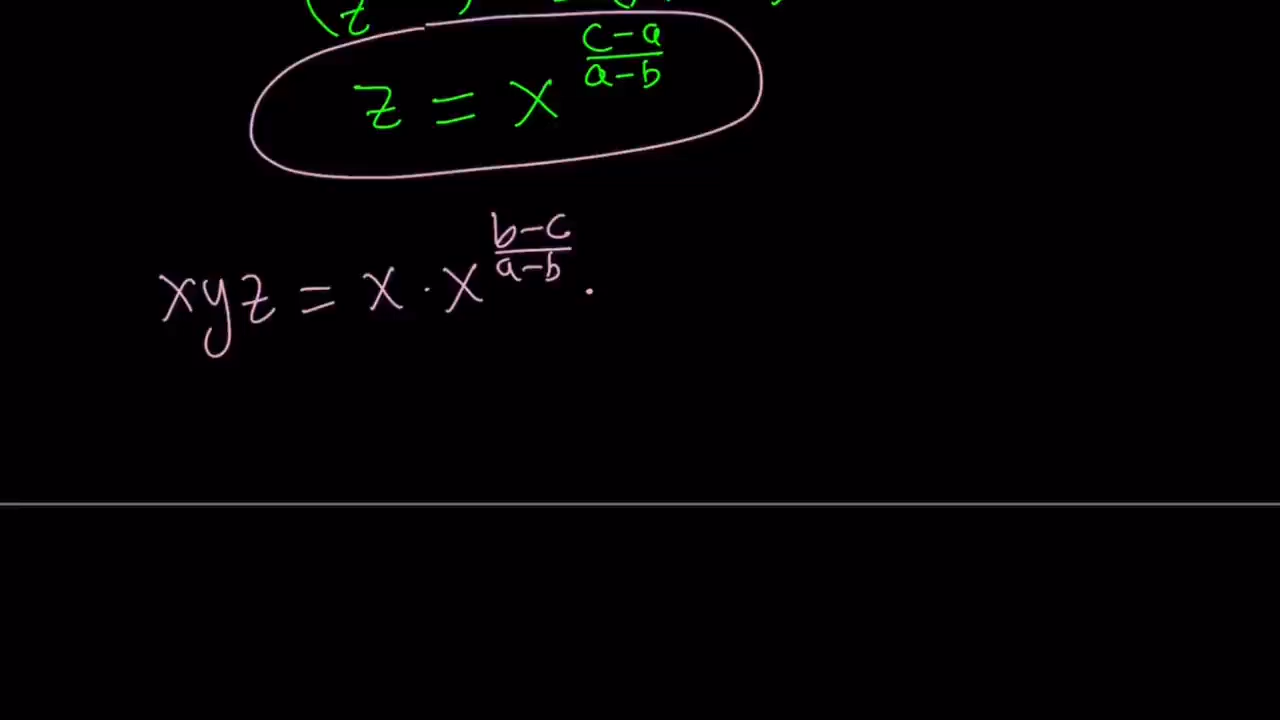 z = x^((c-a)/(a-b))
xyz = x · x^((b-c)/(a-b)) ·